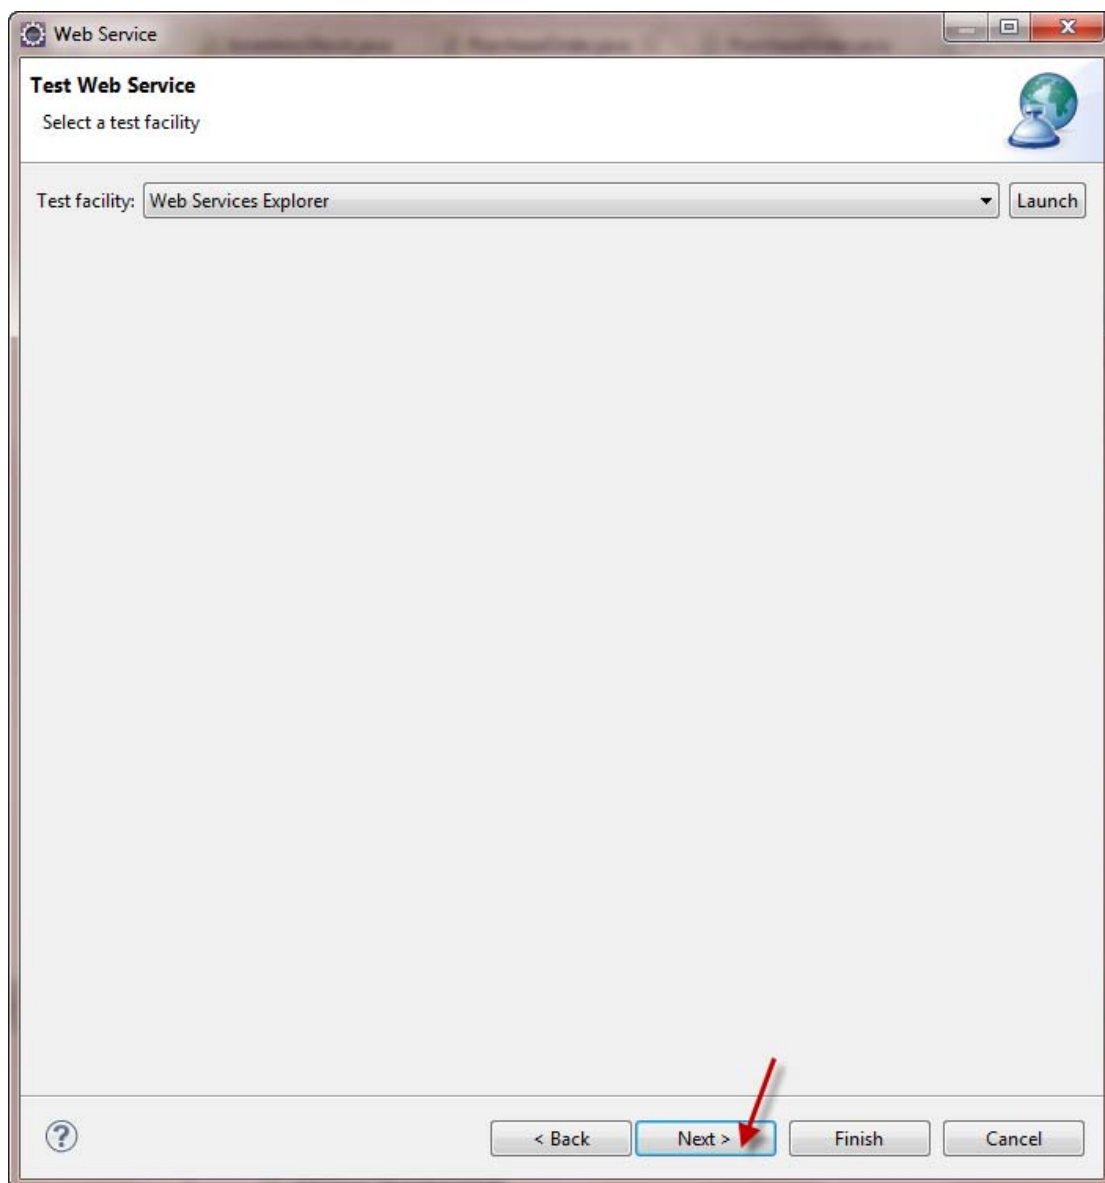 Web Service
Test Web Service
Select a test facility
Test facility: Web Services Explorer Launch
? < Back Next > Finish Cancel